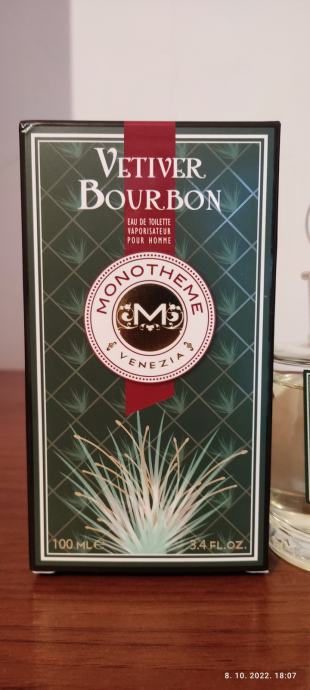 VETIVER
BOURBON
EAU DE TOILETTE
VAPORISATEUR
POUR HOMME
MONOTHEME
M
VENEZIA
100 ML℮
3.4 FL.OZ.
8. 10. 2022. 18:07